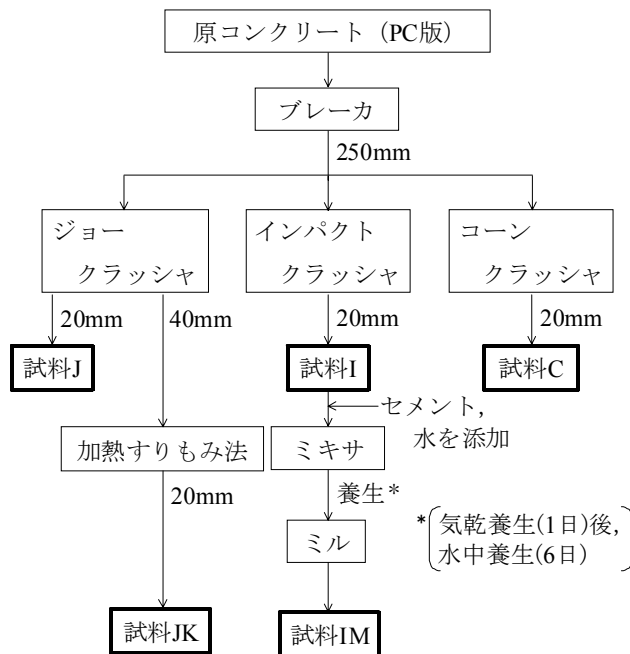 原コンクリート（PC版）
ブレーカ
250mm
ジョー
クラッシャ
インパクト
クラッシャ
コーン
クラッシャ
20mm
40mm
20mm
20mm
試料J
試料I
試料C
セメント，
水を添加
加熱すりもみ法
ミキサ
20mm
養生*
*気乾養生(1日)後，
水中養生(6日)
ミル
試料JK
試料IM